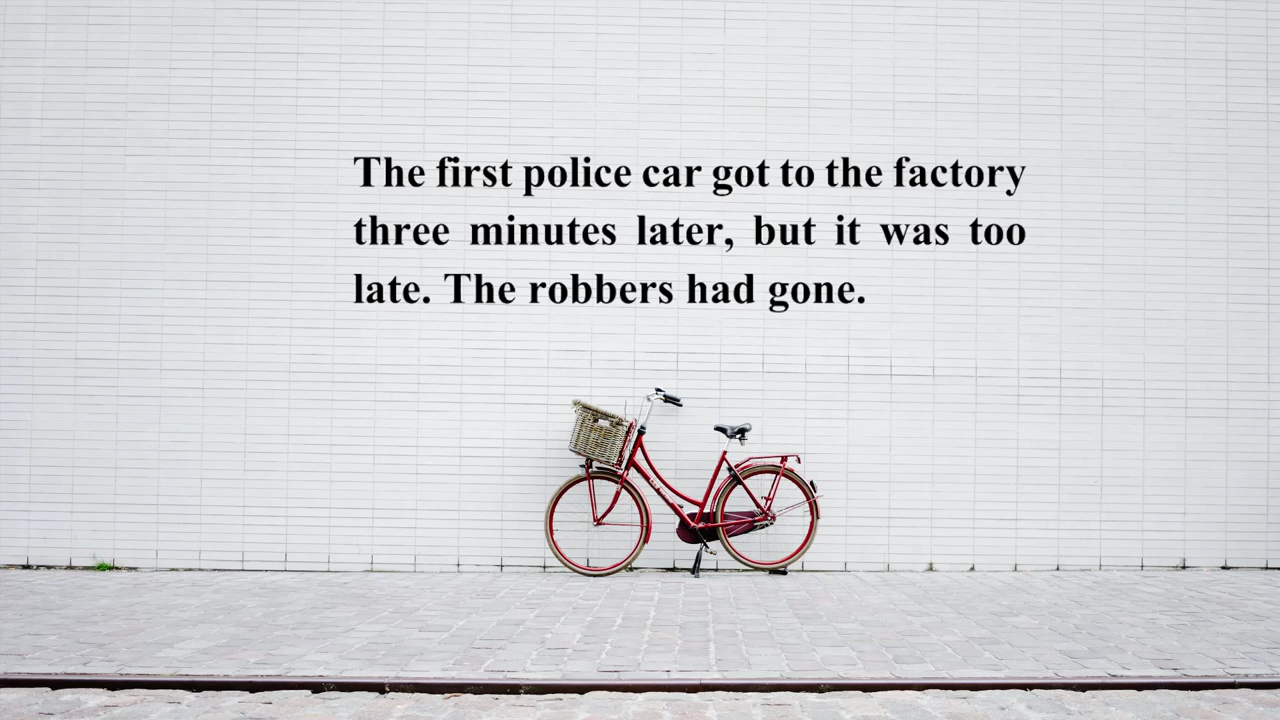 The first police car got to the factory
three minutes later, but it was too
late. The robbers had gone.